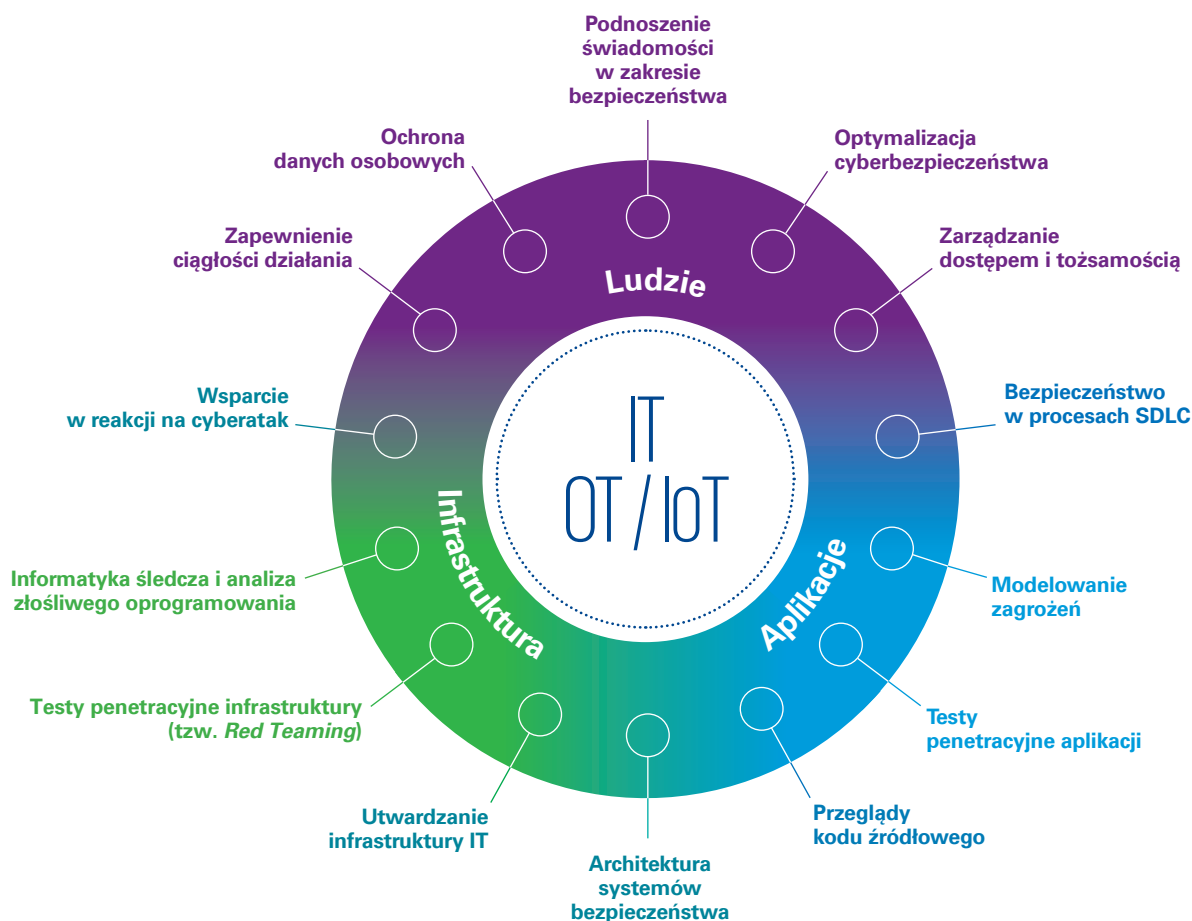 Podnoszenie
świadomości
w zakresie
bezpieczeństwa
Ochrona
danych osobowych
Optymalizacja
cyberbezpieczeństwa
Zapewnienie
ciągłości działania
Zarządzanie
dostępem i tożsamością
Ludzie
Wsparcie
w reakcji na cyberatak
Bezpieczeństwo
w procesach SDLC
IT
OT / IoT
Infrastruktura
Aplikacje
Informatyka śledcza i analiza
złośliwego oprogramowania
Modelowanie
zagrożeń
Testy penetracyjne infrastruktury
(tzw. Red Teaming)
Testy
penetracyjne aplikacji
Utwardzanie
infrastruktury IT
Przeglądy
kodu źródłowego
Architektura
systemów
bezpieczeństwa